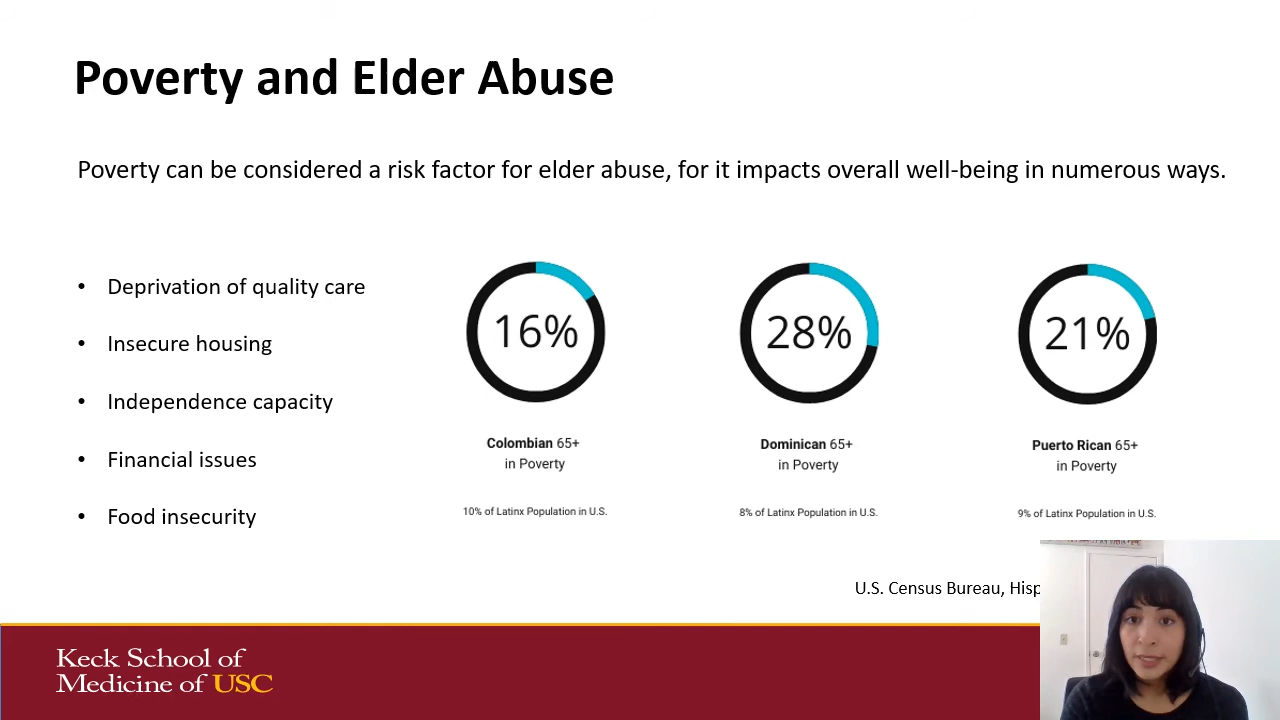 Poverty and Elder Abuse
Poverty can be considered a risk factor for elder abuse, for it impacts overall well-being in numerous ways.
• Deprivation of quality care
• Insecure housing
• Independence capacity
• Financial issues
• Food insecurity
16%
Colombian 65+
in Poverty
10% of Latinx Population in U.S.
28%
Dominican 65+
in Poverty
8% of Latinx Population in U.S.
21%
Puerto Rican 65+
in Poverty
9% of Latinx Population in U.S.
U.S. Census Bureau,
Keck School of
Medicine of USC